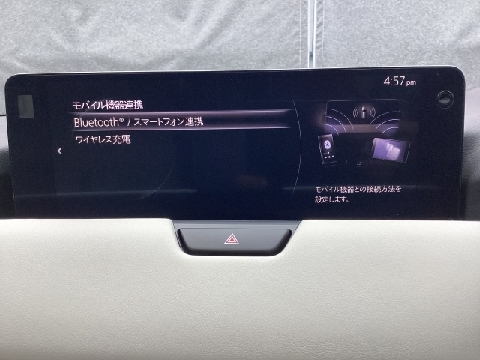 4:57 pm
モバイル機器連携
Bluetooth® / スマートフォン連携
ワイヤレス充電
モバイル機器との接続方法を
設定します。